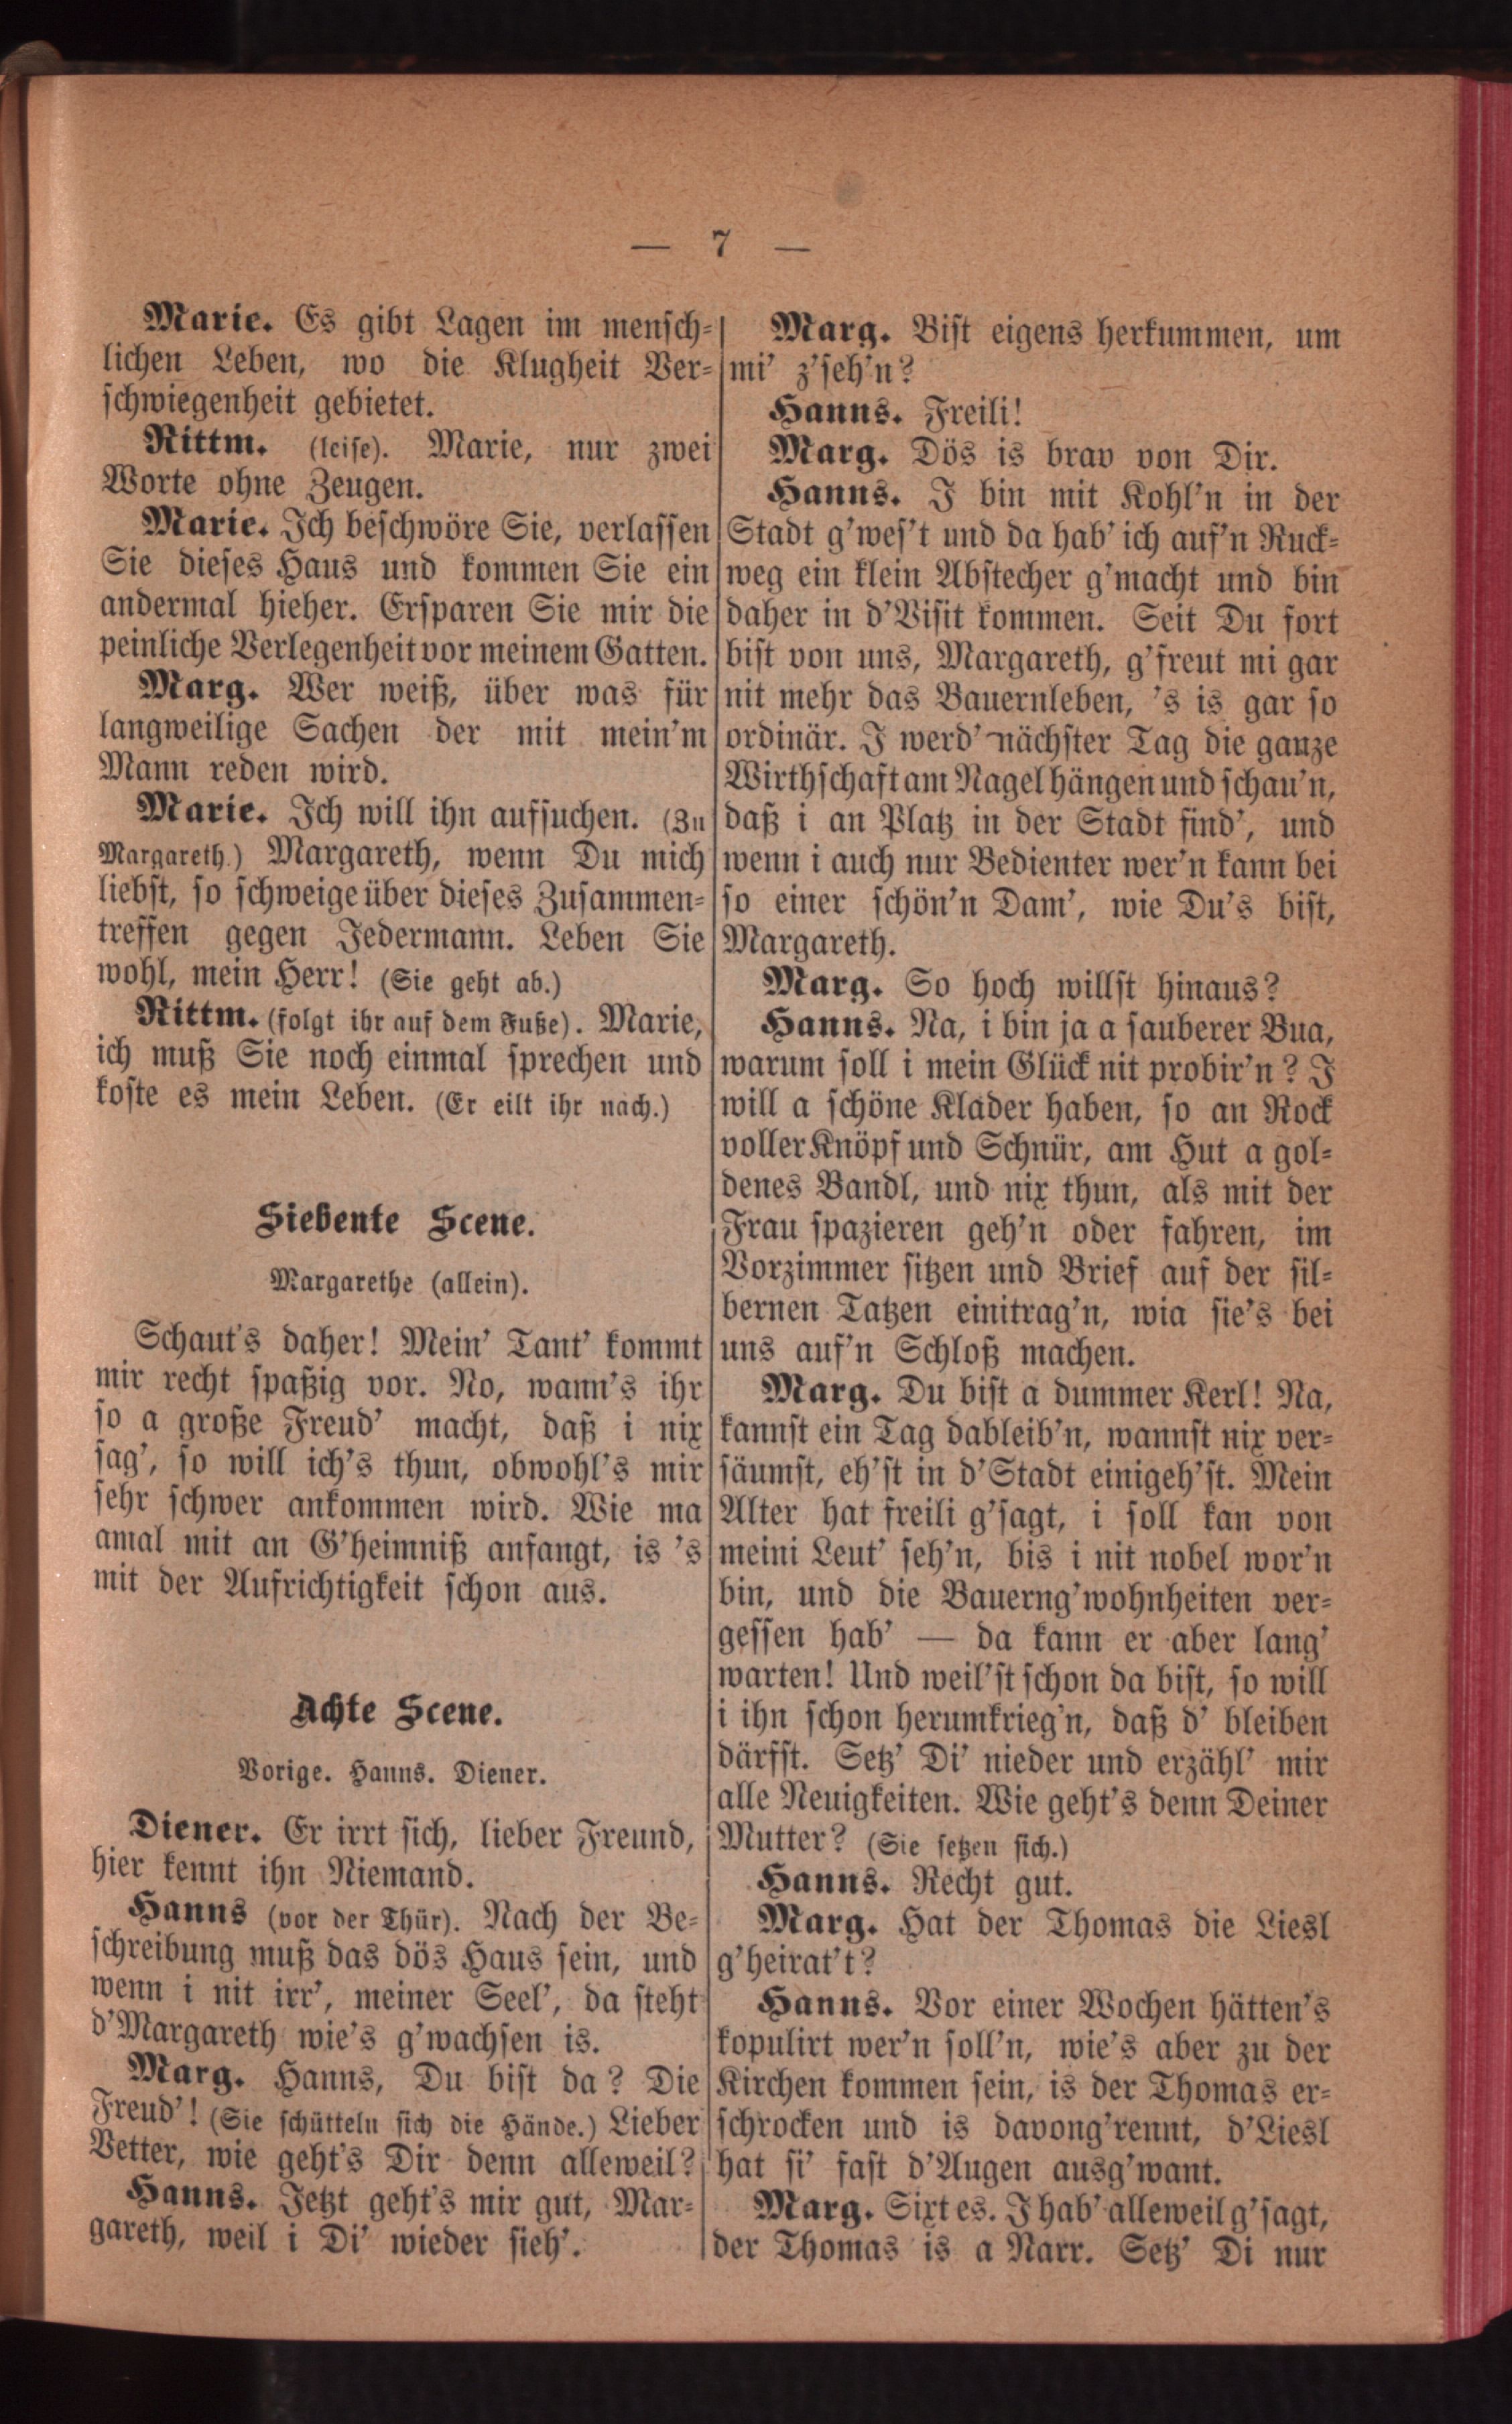 — 7 —
Marie. Es gibt Lagen im mensch-
lichen Leben, wo die Klugheit Ver-
schwiegenheit gebietet.
Rittm. (leise). Marie, nur zwei
Worte ohne Zeugen.
Marie. Ich beschwöre Sie, verlassen
Sie dieses Haus und kommen Sie ein
andermal hieher. Ersparen Sie mir die
peinliche Verlegenheit vor meinem Gatten.
Marg. Wer weiß, über was für
langweilige Sachen der mit mein'm
Mann reden wird.
Marie. Ich will ihn aufsuchen. (Zu
Margareth.) Margareth, wenn Du mich
liebst, so schweige über dieses Zusammen-
treffen gegen Jedermann. Leben Sie
wohl, mein Herr! (Sie geht ab.)
Rittm. (folgt ihr auf dem Fuße). Marie,
ich muß Sie noch einmal sprechen und
koste es mein Leben. (Er eilt ihr nach.)
Siebente Scene.
Margarethe (allein).
Schaut's daher! Mein' Tant' kommt
mir recht spaßig vor. No, wann's ihr
so a große Freud' macht, daß i nix
sag', so will ich's thun, obwohl's mir
sehr schwer ankommen wird. Wie ma
amal mit an G'heimniß anfangt, is 's
mit der Aufrichtigkeit schon aus.
Achte Scene.
Vorige. Hanns. Diener.
Diener. Er irrt sich, lieber Freund,
hier kennt ihn Niemand.
Hanns (vor der Thür). Nach der Be-
schreibung muß das dös Haus sein, und
wenn i nit irr', meiner Seel', da steht
d'Margareth wie's g'wachsen is.
Marg. Hanns, Du bist da? Die
Freud'! (Sie schütteln sich die Hände.) Lieber
Vetter, wie geht's Dir denn alleweil?
Hanns. Jetzt geht's mir gut, Mar-
gareth, weil i Di' wieder sieh'.
Marg. Bist eigens herkummen, um
mi' z'seh'n?
Hanns. Freili!
Marg. Dös is brav von Dir.
Hanns. I bin mit Kohl'n in der
Stadt g'wes't und da hab' ich auf'n Ruck-
weg ein klein Abstecher g'macht und bin
daher in d'Visit kommen. Seit Du fort
bist von uns, Margareth, g'freut mi gar
nit mehr das Bauernleben, 's is gar so
ordinär. I werd' nächster Tag die ganze
Wirthschaft am Nagel hängen und schau'n,
daß i an Platz in der Stadt find', und
wenn i auch nur Bedienter wer'n kann bei
so einer schön'n Dam', wie Du's bist,
Margareth.
Marg. So hoch willst hinaus?
Hanns. Na, i bin ja a sauberer Bua,
warum soll i mein Glück nit probir'n? I
will a schöne Klader haben, so an Rock
voller Knöpf und Schnür, am Hut a gol-
denes Bandl, und nix thun, als mit der
Frau spazieren geh'n oder fahren, im
Vorzimmer sitzen und Brief auf der sil-
bernen Tatzen einitrag'n, wia sie's bei
uns auf'n Schloß machen.
Marg. Du bist a dummer Kerl! Na,
kannst ein Tag dableib'n, wannst nix ver-
säumst, eh'st in d'Stadt einigeh'st. Mein
Alter hat freili g'sagt, i soll kan von
meini Leut' seh'n, bis i nit nobel wor'n
bin, und die Bauerng'wohnheiten ver-
gessen hab' — da kann er aber lang'
warten! Und weil'st schon da bist, so will
i ihn schon herumkrieg'n, daß d' bleiben
därfst. Setz' Di' nieder und erzähl' mir
alle Neuigkeiten. Wie geht's denn Deiner
Mutter? (Sie setzen sich.)
Hanns. Recht gut.
Marg. Hat der Thomas die Liesl
g'heirat't?
Hanns. Vor einer Wochen hätten's
kopulirt wer'n soll'n, wie's aber zu der
Kirchen kommen sein, is der Thomas er-
schrocken und is davong'rennt, d'Liesl
hat si' fast d'Augen ausg'want.
Marg. Sixt es. I hab' alleweil g'sagt,
der Thomas is a Narr. Setz' Di nur